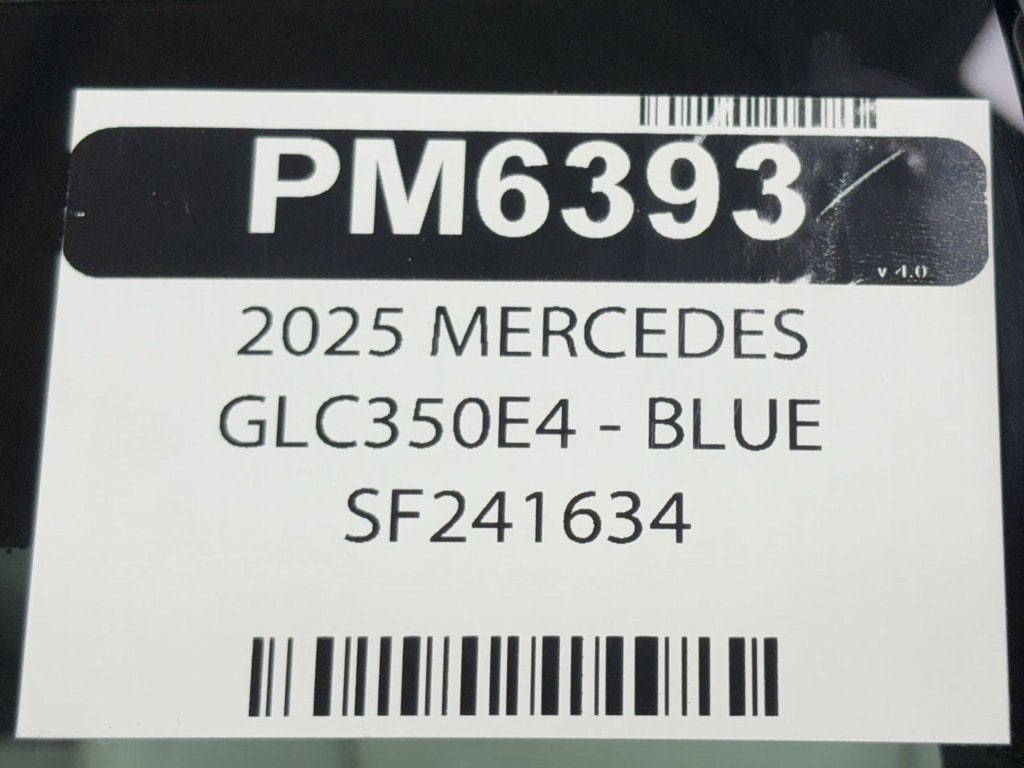 PM6393
v 4.0
2025 MERCEDES
GLC350E4 - BLUE
SF241634